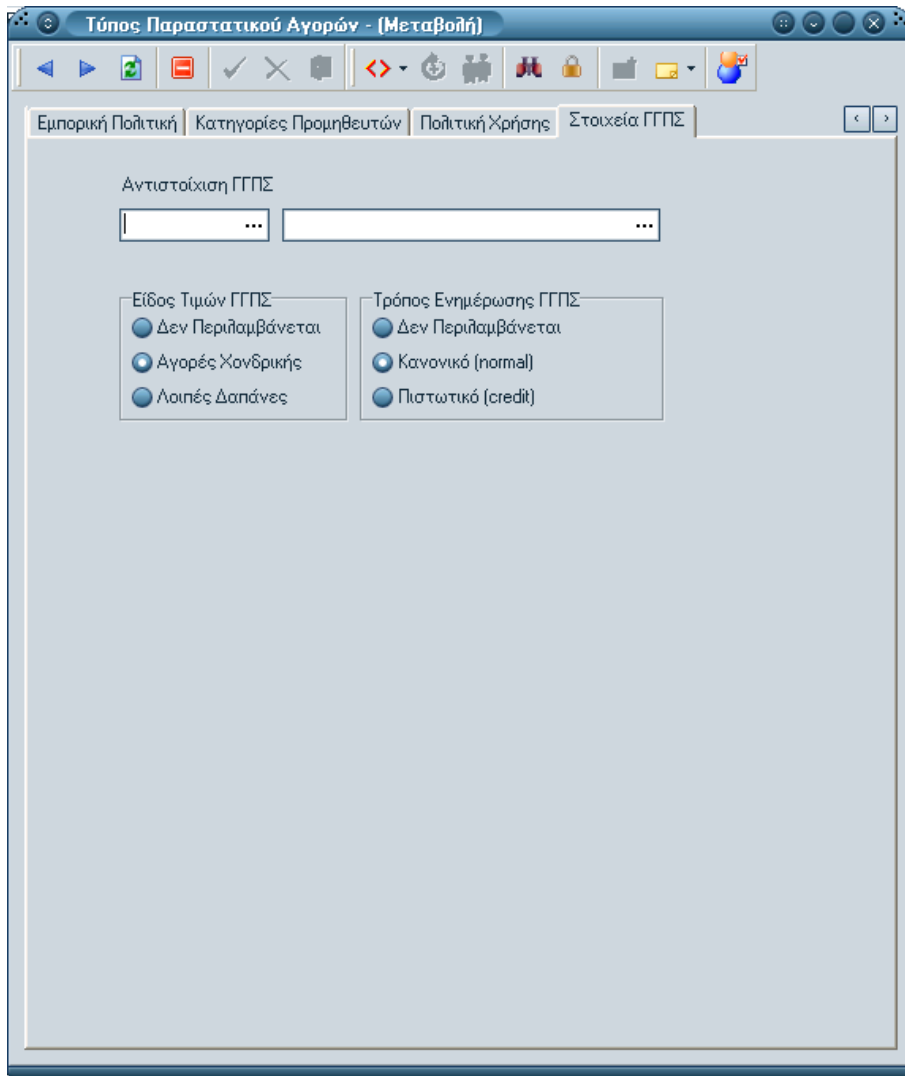 Τύπος Παραστατικού Αγορών - (Μεταβολή)
Εμπορική Πολιτική Κατηγορίες Προμηθευτών Πολιτική Χρήσης Στοιχεία ΓΓΠΣ
Αντιστοίχιση ΓΓΠΣ
... ...
Είδος Τιμών ΓΓΠΣ Τρόπος Ενημέρωσης ΓΓΠΣ
Δεν Περιλαμβάνεται Δεν Περιλαμβάνεται
Αγορές Χονδρικής Κανονικό (normal)
Λοιπές Δαπάνες Πιστωτικό (credit)